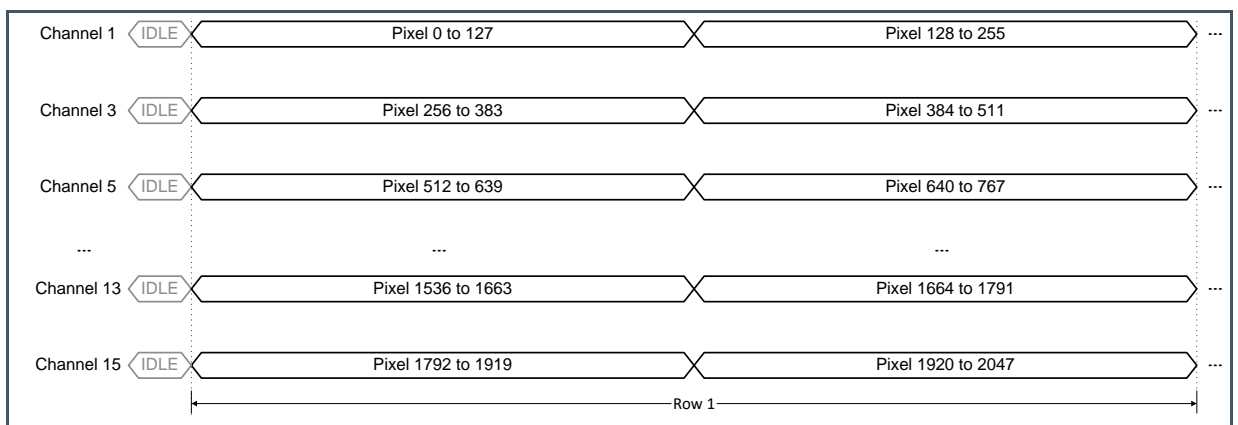 Channel 1 IDLE Pixel 0 to 127 Pixel 128 to 255 ---
Channel 3 IDLE Pixel 256 to 383 Pixel 384 to 511 ---
Channel 5 IDLE Pixel 512 to 639 Pixel 640 to 767 ---
--- --- ---
Channel 13 IDLE Pixel 1536 to 1663 Pixel 1664 to 1791 ---
Channel 15 IDLE Pixel 1792 to 1919 Pixel 1920 to 2047 ---
Row 1